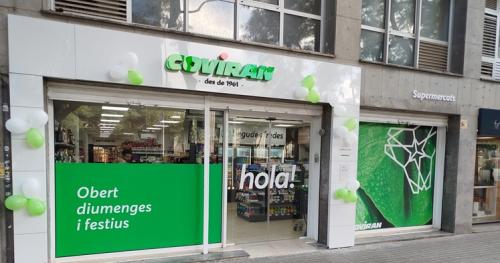 COVIRAN
- des de 1961 -
Supermercats
hola!
Obert
diumenges
i festius
COVIRAN